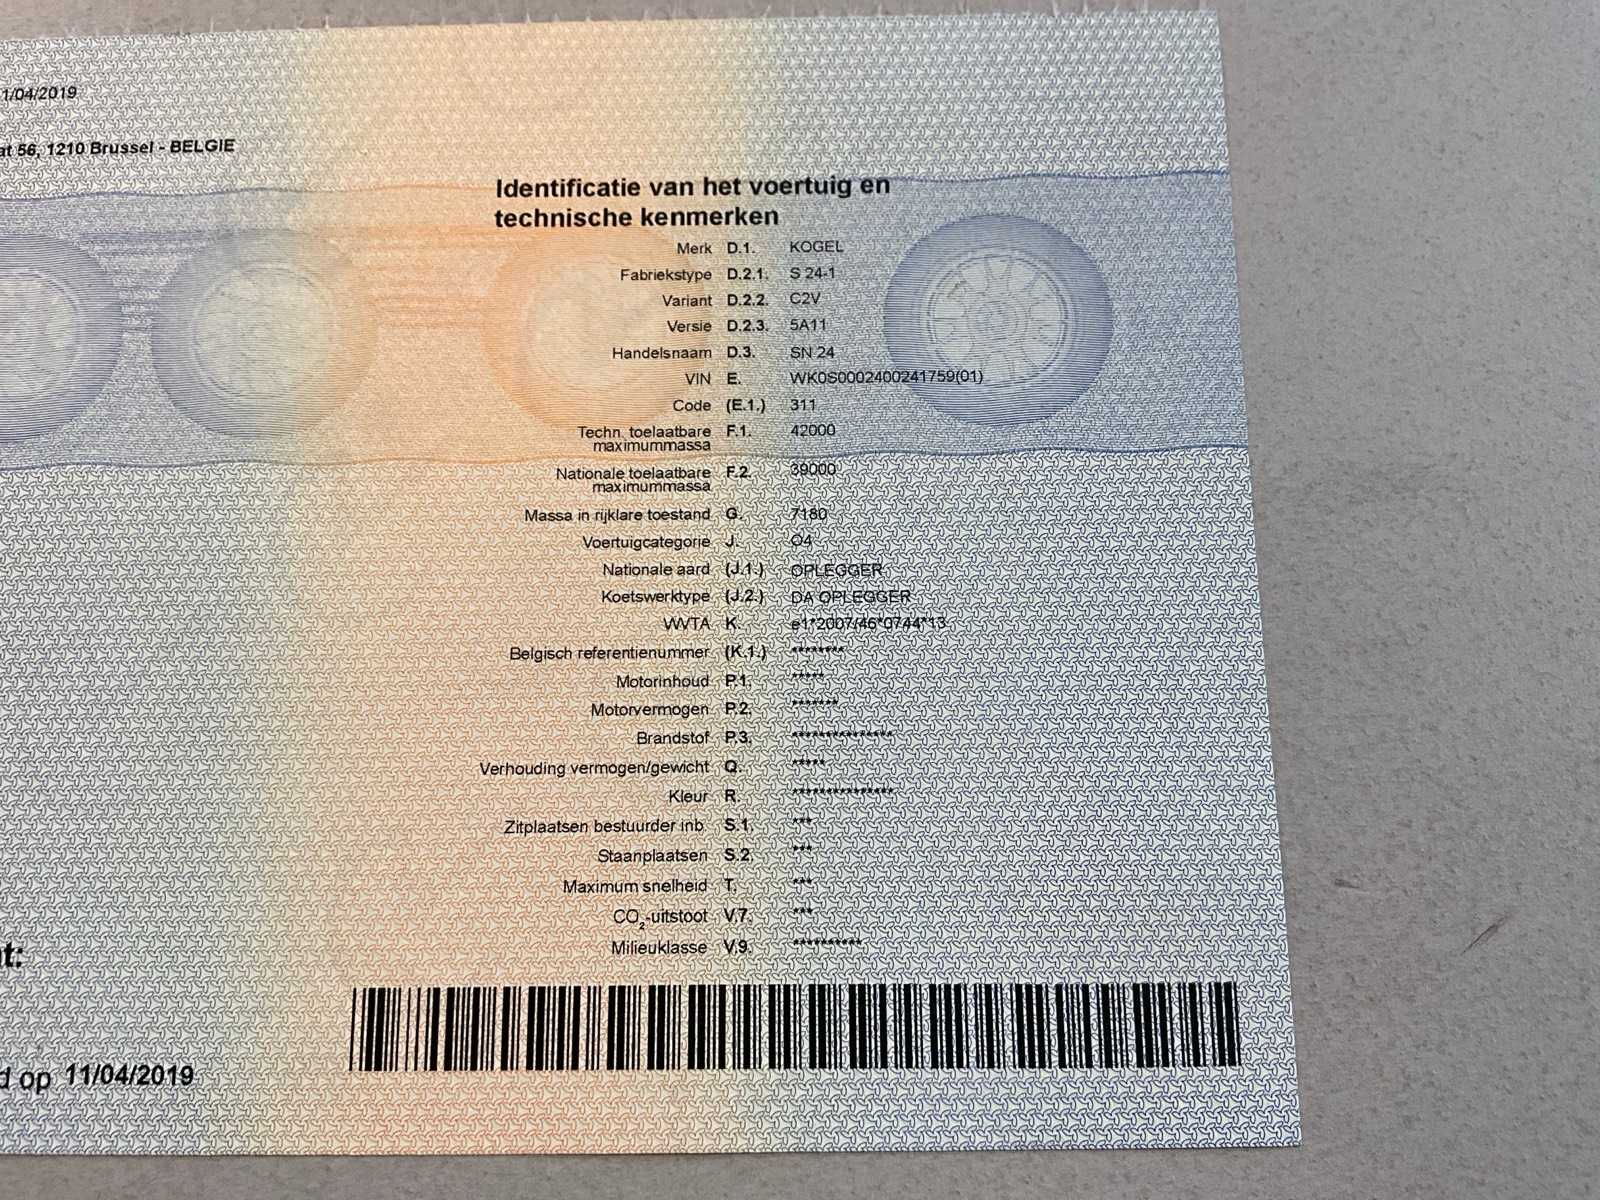 1/04/2019
at 56, 1210 Brussel - BELGIE
Identificatie van het voertuig en
technische kenmerken
Merk D.1. KOGEL
Fabriekstype D.2.1. S 24-1
Variant D.2.2. C2V
Versie D.2.3. 5A11
Handelsnaam D.3. SN 24
VIN E. WK0S0002400241759(01)
Code (E.1.) 311
Techn. toelaatbare F.1. 42000
maximummassa
Nationale toelaatbare F.2. 39000
maximummassa
Massa in rijklare toestand G. 7180
Voertuigcategorie J. O4
Nationale aard (J.1.) OPLEGGER
Koetswerktype (J.2.) DA OPLEGGER
WVTA K. e1*2007/46*0744*13
Belgisch referentienummer (K.1.) ********
Motorinhoud P.1. *****
Motorvermogen P.2. *******
Brandstof P.3. ***************
Verhouding vermogen/gewicht Q. *****
Kleur R. ***************
Zitplaatsen bestuurder inb S.1. ***
Staanplaatsen S.2. ***
Maximum snelheid T. ***
CO2-uitstoot V.7. ***
Milieuklasse V.9. **********
t:
d op 11/04/2019